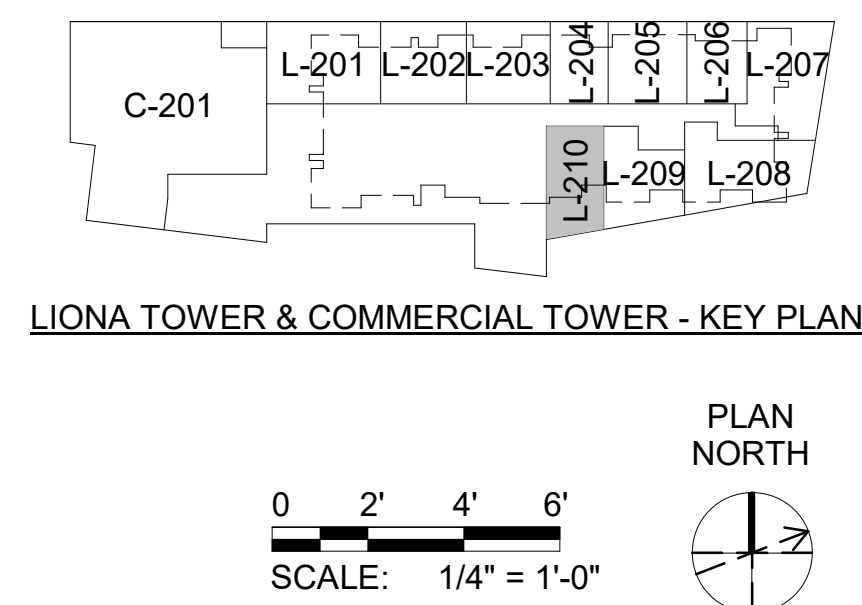 L-201 L-202 L-203 L-204 L-205 L-206 L-207
C-201
L-210 L-209 L-208
LIONA TOWER & COMMERCIAL TOWER - KEY PLAN
PLAN
NORTH
0 2' 4' 6'
SCALE: 1/4" = 1'-0"